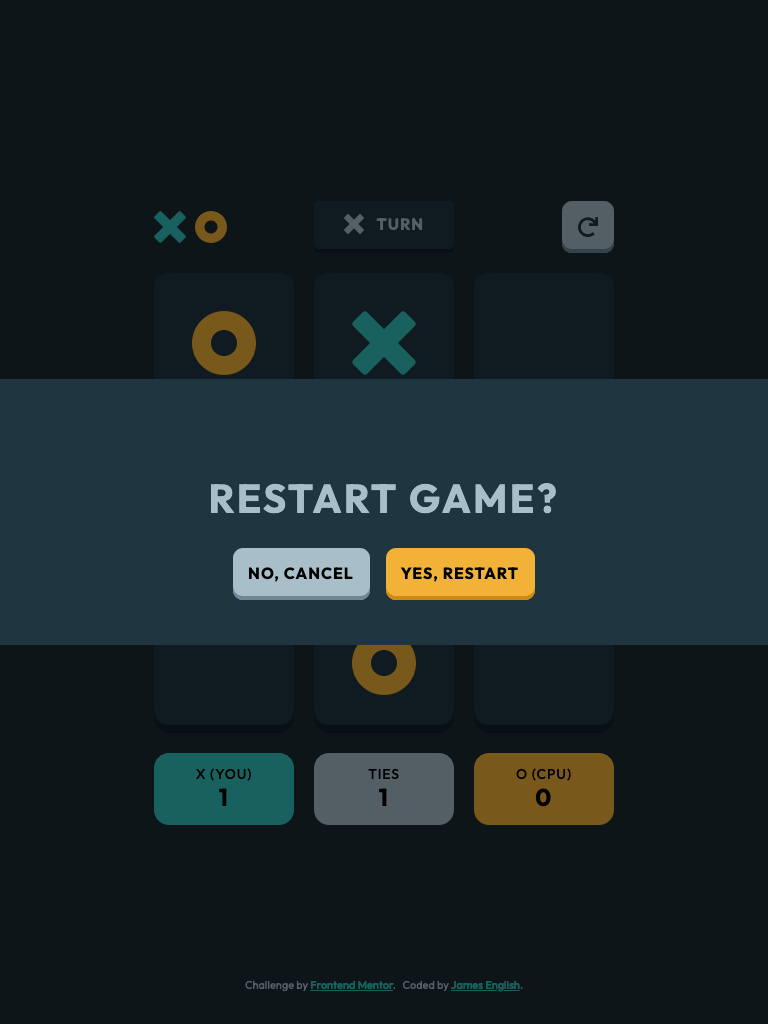 TURN
RESTART GAME?
NO, CANCEL
YES, RESTART
X (YOU)
1
TIES
1
O (CPU)
0
Challenge by Frontend Mentor. Coded by James English.